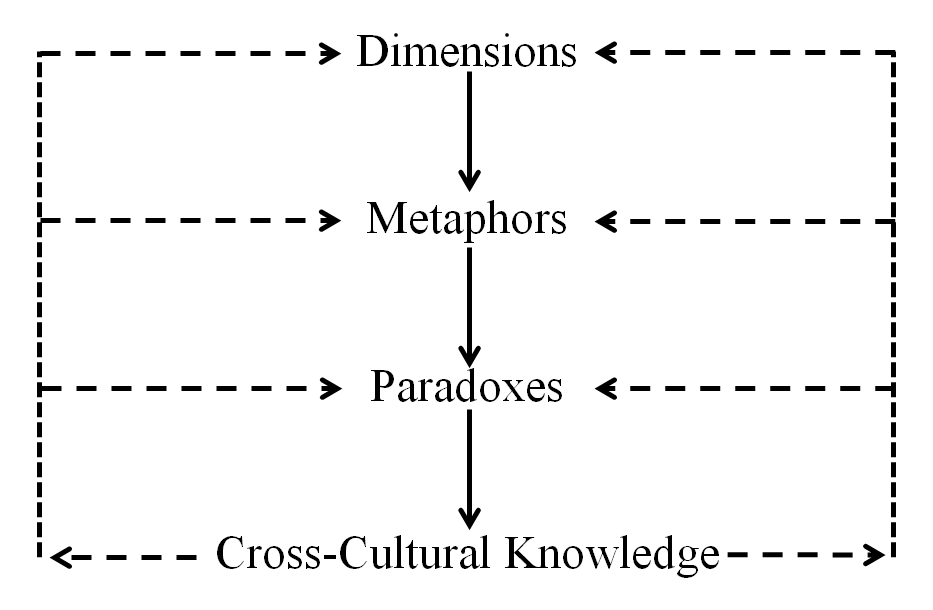 Dimensions
Metaphors
Paradoxes
Cross-Cultural Knowledge